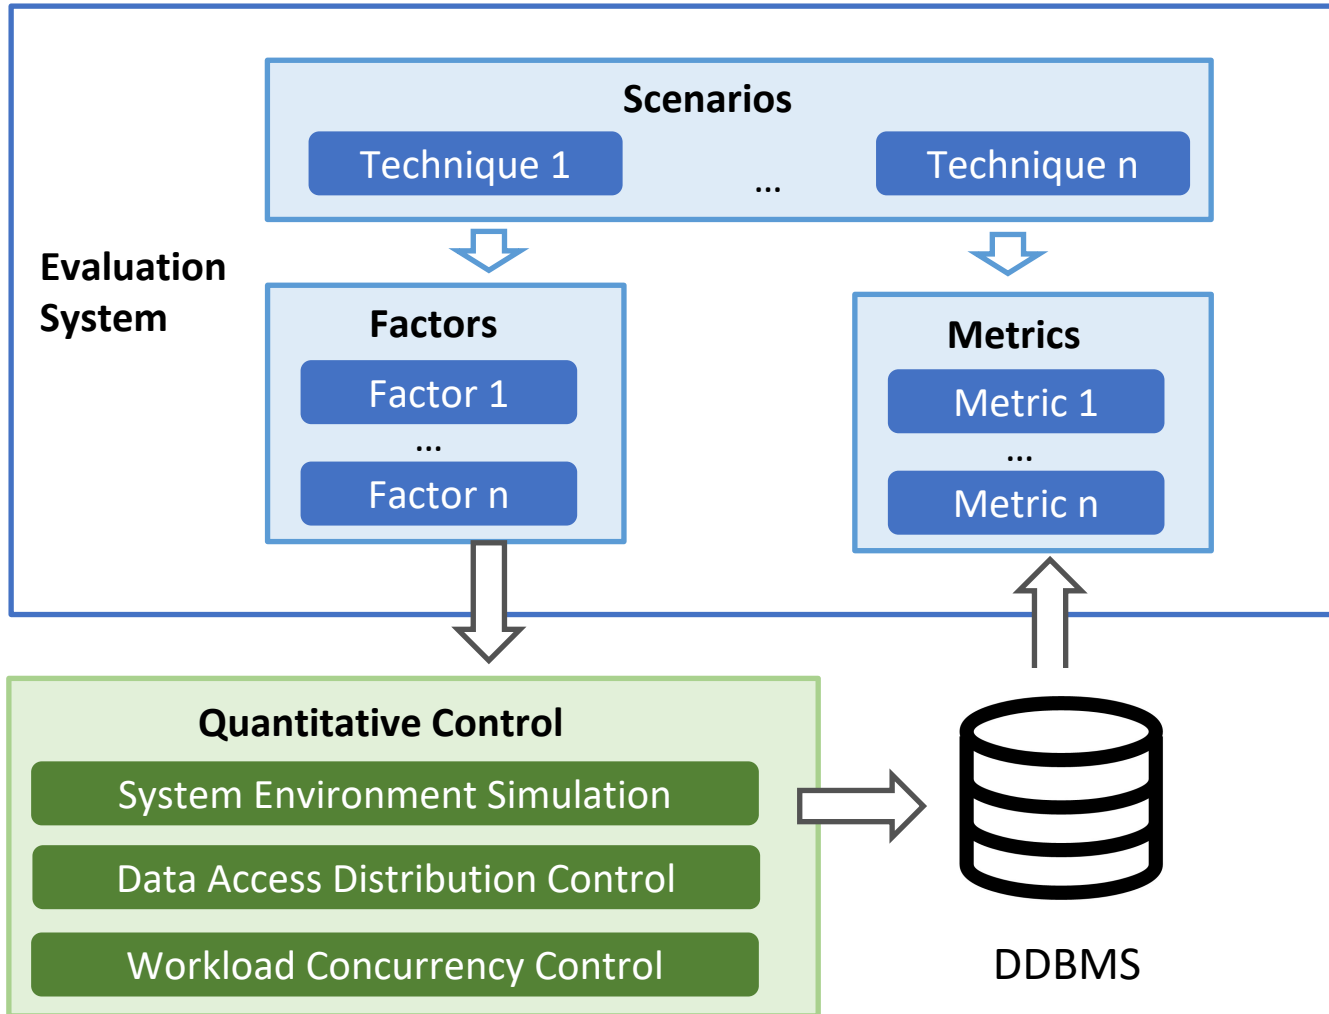 Scenarios
Technique 1
...
Technique n
Evaluation
System
Factors
Factor 1
...
Factor n
Metrics
Metric 1
...
Metric n
Quantitative Control
System Environment Simulation
Data Access Distribution Control
Workload Concurrency Control
DDBMS